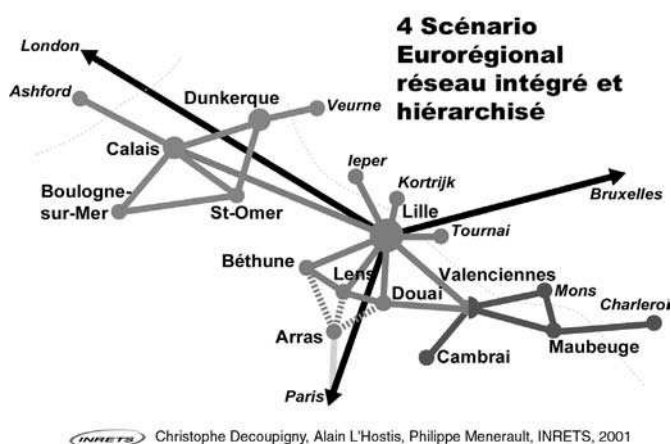 4 Scénario
Eurorégional
réseau intégré et
hiérarchisé
London
Ashford
Dunkerque
Veurne
Calais
Ieper
Boulogne-
sur-Mer
St-Omer
Kortrijk
Lille
Bruxelles
Tournai
Béthune
Valenciennes
Lens
Douai
Mons
Charleroi
Arras
Cambrai
Maubeuge
Paris
INRETS Christophe Decoupigny, Alain L'Hostis, Philippe Menerault, INRETS, 2001